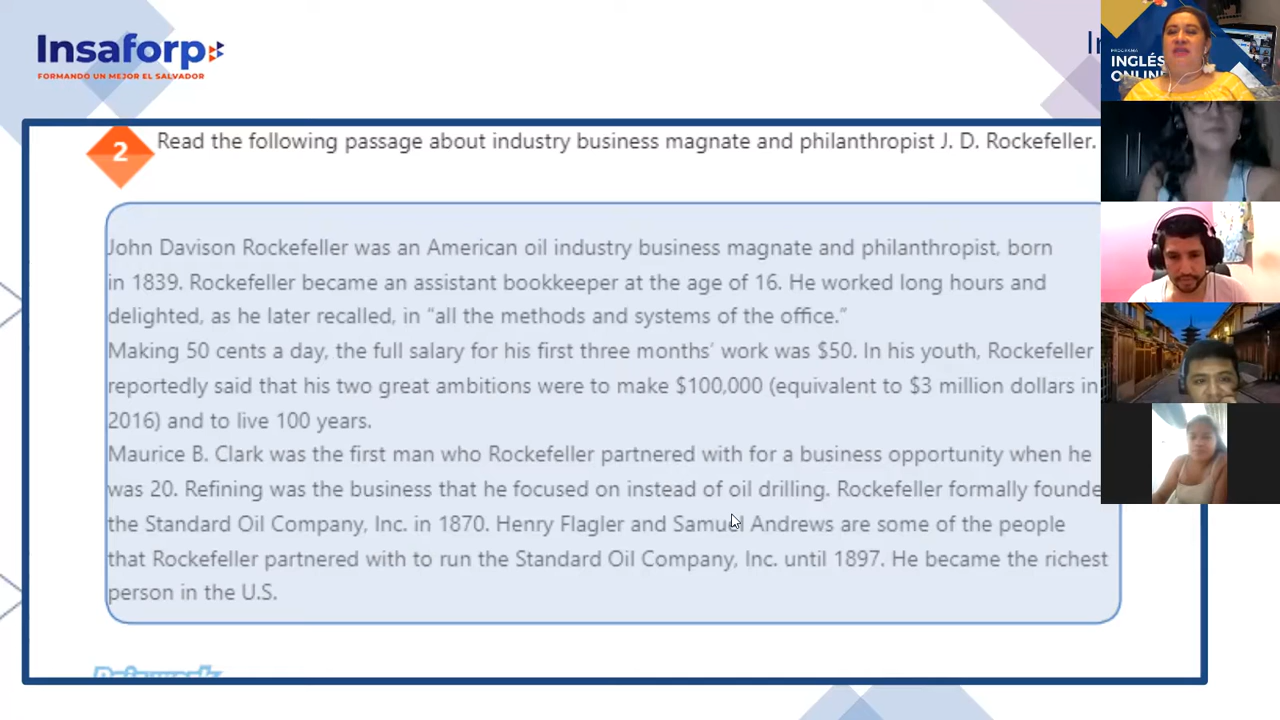 Insaforp
FORMANDO UN MEJOR EL SALVADOR
PROGRAMA
INGLÉS
ONLINE
2
Read the following passage about industry business magnate and philanthropist J. D. Rockefeller.
John Davison Rockefeller was an American oil industry business magnate and philanthropist, born
in 1839. Rockefeller became an assistant bookkeeper at the age of 16. He worked long hours and
delighted, as he later recalled, in “all the methods and systems of the office.”
Making 50 cents a day, the full salary for his first three months’ work was $50. In his youth, Rockefeller
reportedly said that his two great ambitions were to make $100,000 (equivalent to $3 million dollars in
2016) and to live 100 years.
Maurice B. Clark was the first man who Rockefeller partnered with for a business opportunity when he
was 20. Refining was the business that he focused on instead of oil drilling. Rockefeller formally founde
the Standard Oil Company, Inc. in 1870. Henry Flagler and Samuel Andrews are some of the people
that Rockefeller partnered with to run the Standard Oil Company, Inc. until 1897. He became the richest
person in the U.S.